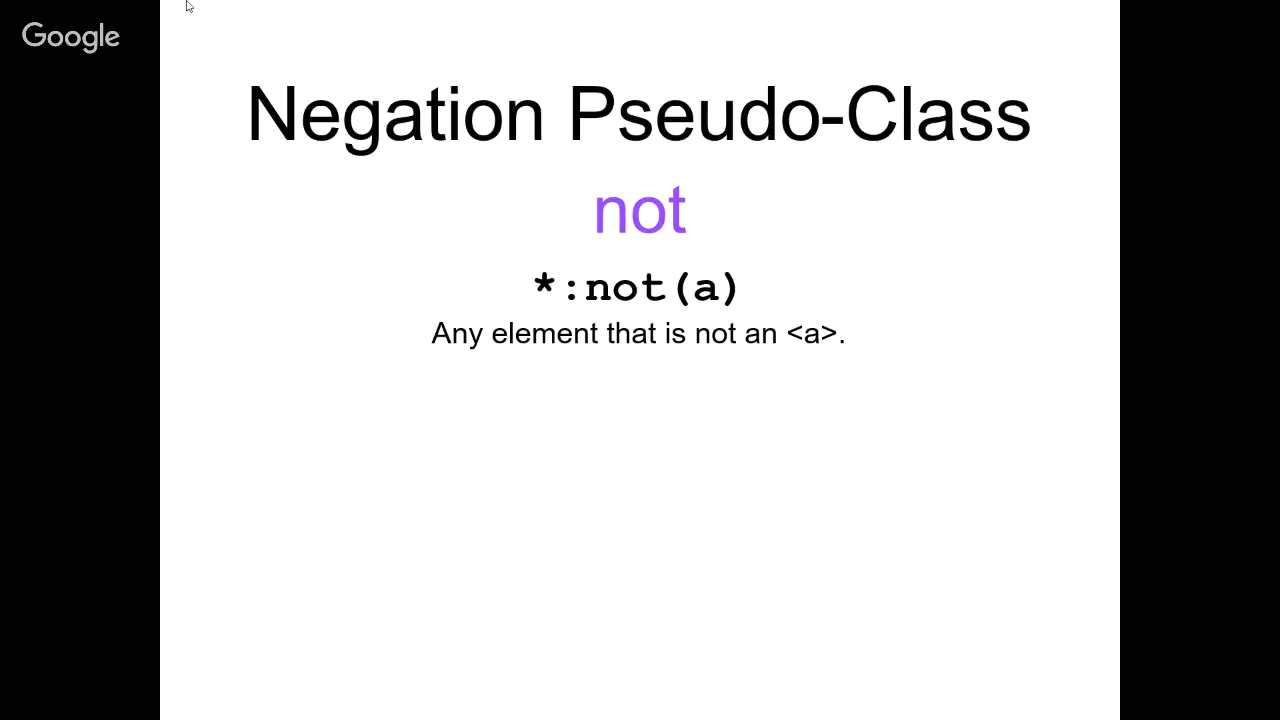 Google
Negation Pseudo-Class
not
*:not(a)
Any element that is not an <a>.